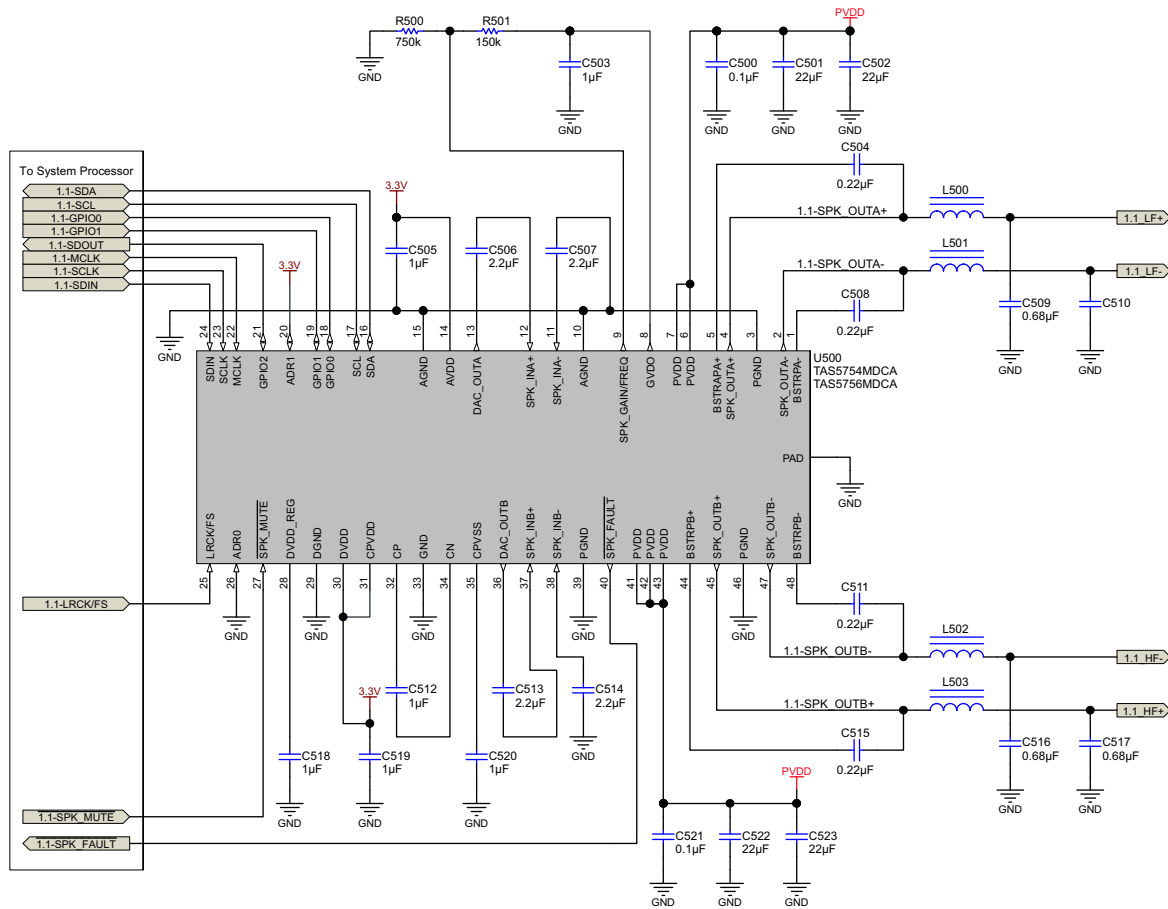 PVDD
R500
R501
750k
150k
C503
1µF
GND
GND
C500
0.1µF
C501
22µF
C502
22µF
GND
GND
GND
To System Processor
1.1-SDA
1.1-SCL
1.1-GPIO0
1.1-GPIO1
1.1-SDOUT
1.1-MCLK
1.1-SCLK
1.1-SDIN
3.3V
3.3V
C505
1µF
C506
2.2µF
C507
2.2µF
C504
0.22µF
L500
1.1-SPK_OUTA+
1.1_LF+
L501
1.1-SPK_OUTA-
1.1_LF-
C508
0.22µF
C509
0.68µF
C510
GND
GND
GND
24
23
22
21
20
19
18
17
16
15
14
13
12
11
10
9
8
7
6
5
4
3
2
1
SDIN
SCLK
MCLK
GPIO2
ADR1
GPIO1
GPIO0
SCL
SDA
AGND
AVDD
DAC_OUTA
SPK_INA+
SPK_INA-
AGND
SPK_GAIN/FREQ
GVDO
PVDD
PVDD
BSTRAPA+
SPK_OUTA+
PGND
SPK_OUTA-
BSTRPA-
U500
TAS5754MDCA
TAS5756MDCA
PAD
GND
LRCK/FS
ADR0
SPK_MUTE
DVDD_REG
DGND
DVDD
CPVDD
CP
GND
CN
CPVSS
DAC_OUTB
SPK_INB+
SPK_INB-
PGND
SPK_FAULT
PVDD
PVDD
PVDD
BSTRPB+
SPK_OUTB+
PGND
SPK_OUTB-
BSTRPB-
25
26
27
28
29
30
31
32
33
34
35
36
37
38
39
40
41
42
43
44
45
46
47
48
1.1-LRCK/FS
GND
GND
GND
GND
GND
C511
0.22µF
L502
1.1-SPK_OUTB-
1.1_HF-
L503
1.1-SPK_OUTB+
1.1_HF+
C515
0.22µF
C516
0.68µF
C517
0.68µF
GND
GND
3.3V
C512
1µF
C513
2.2µF
C514
2.2µF
GND
C518
1µF
C519
1µF
C520
1µF
GND
GND
GND
PVDD
C521
0.1µF
C522
22µF
C523
22µF
GND
GND
GND
1.1-SPK_MUTE
1.1-SPK_FAULT